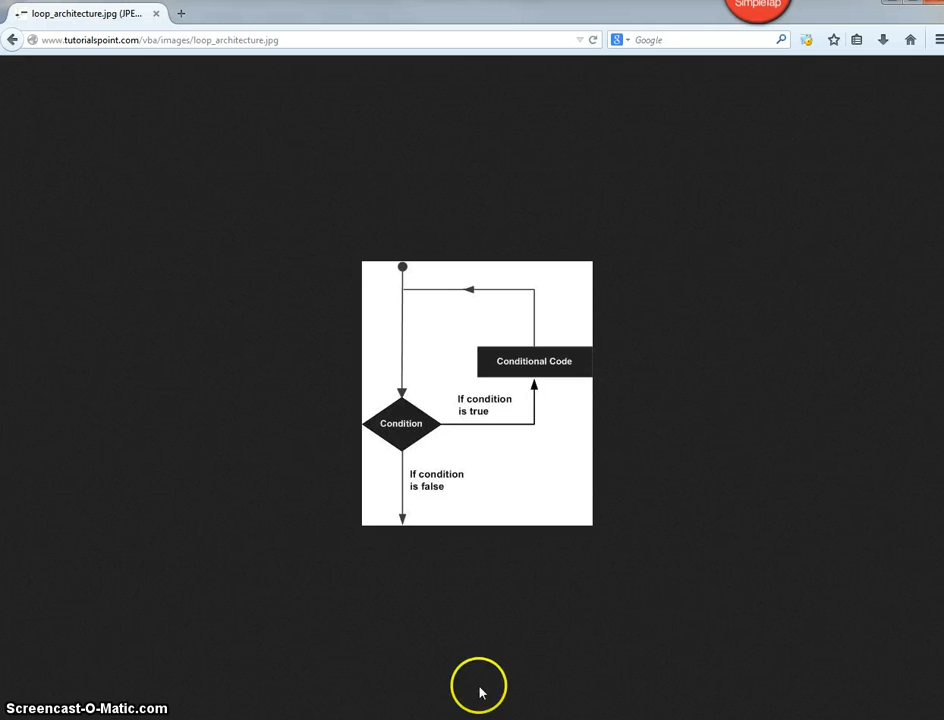 SimpleTap
loop_architecture.jpg (JPE...
www.tutorialspoint.com/vba/images/loop_architecture.jpg
Google
Conditional Code
If condition
is true
Condition
If condition
is false
Screencast-O-Matic.com